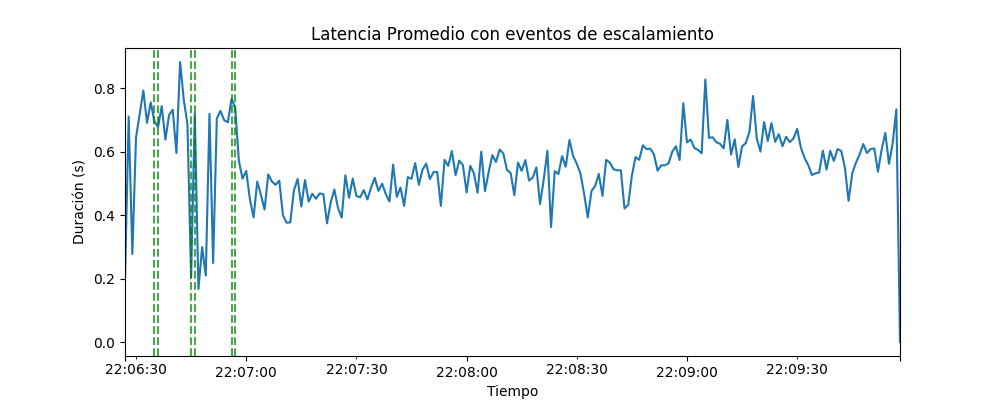 Latencia Promedio con eventos de escalamiento
Duración (s)
0.8
0.6
0.4
0.2
0.0
22:06:30 22:07:00 22:07:30 22:08:00 22:08:30 22:09:00 22:09:30
Tiempo